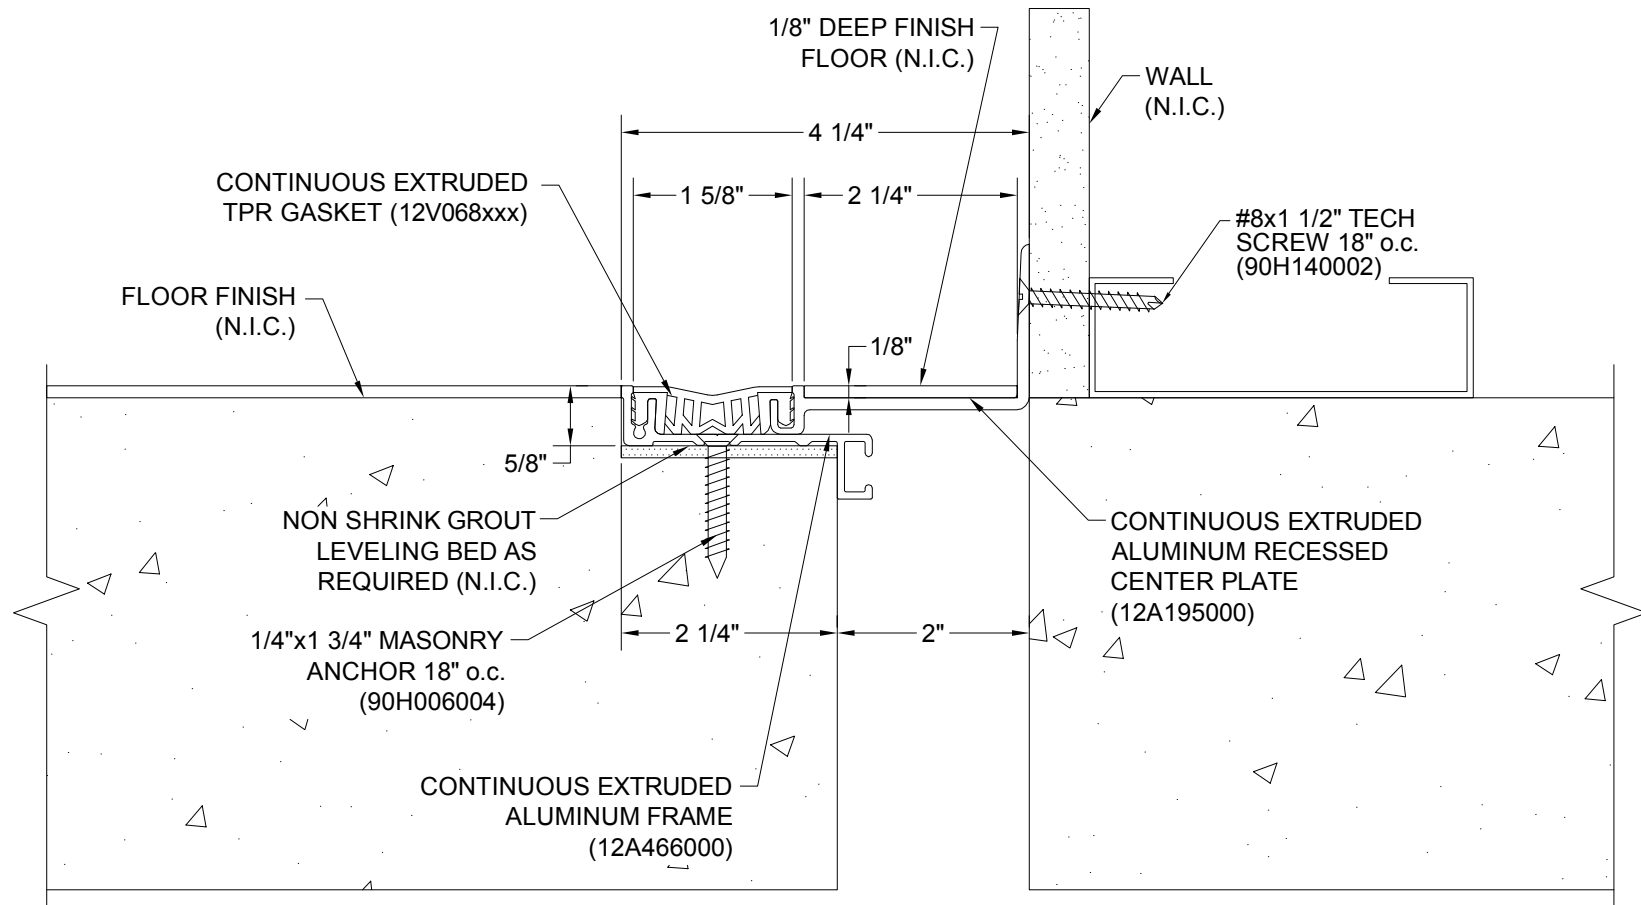 1/8" DEEP FINISH
FLOOR (N.I.C.)
WALL
(N.I.C.)
4 1/4"
CONTINUOUS EXTRUDED
TPR GASKET (12V068xxx)
1 5/8"
2 1/4"
#8x1 1/2" TECH
SCREW 18" o.c.
(90H140002)
FLOOR FINISH
(N.I.C.)
1/8"
5/8"
NON SHRINK GROUT
LEVELING BED AS
REQUIRED (N.I.C.)
CONTINUOUS EXTRUDED
ALUMINUM RECESSED
CENTER PLATE
(12A195000)
1/4"x1 3/4" MASONRY
ANCHOR 18" o.c.
(90H006004)
2 1/4"
2"
CONTINUOUS EXTRUDED
ALUMINUM FRAME
(12A466000)